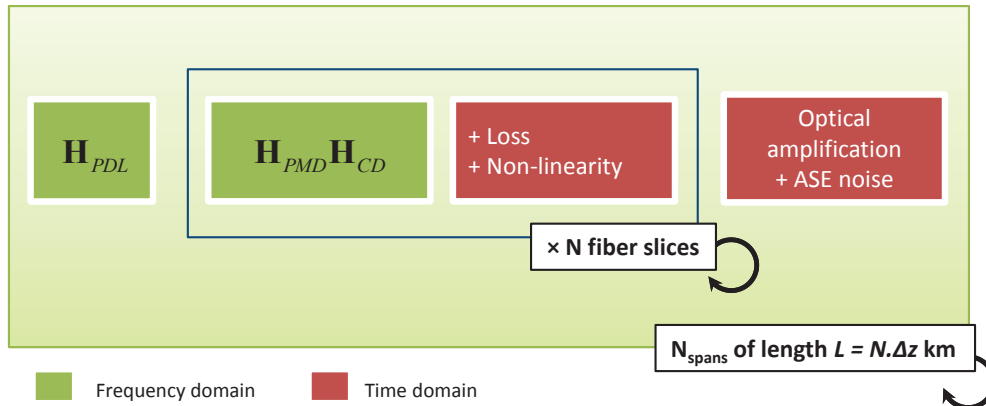 H_PDL
H_PMD H_CD
+ Loss
+ Non-linearity
Optical
amplification
+ ASE noise
× N fiber slices
N_spans of length L = N.Δz km
Frequency domain
Time domain